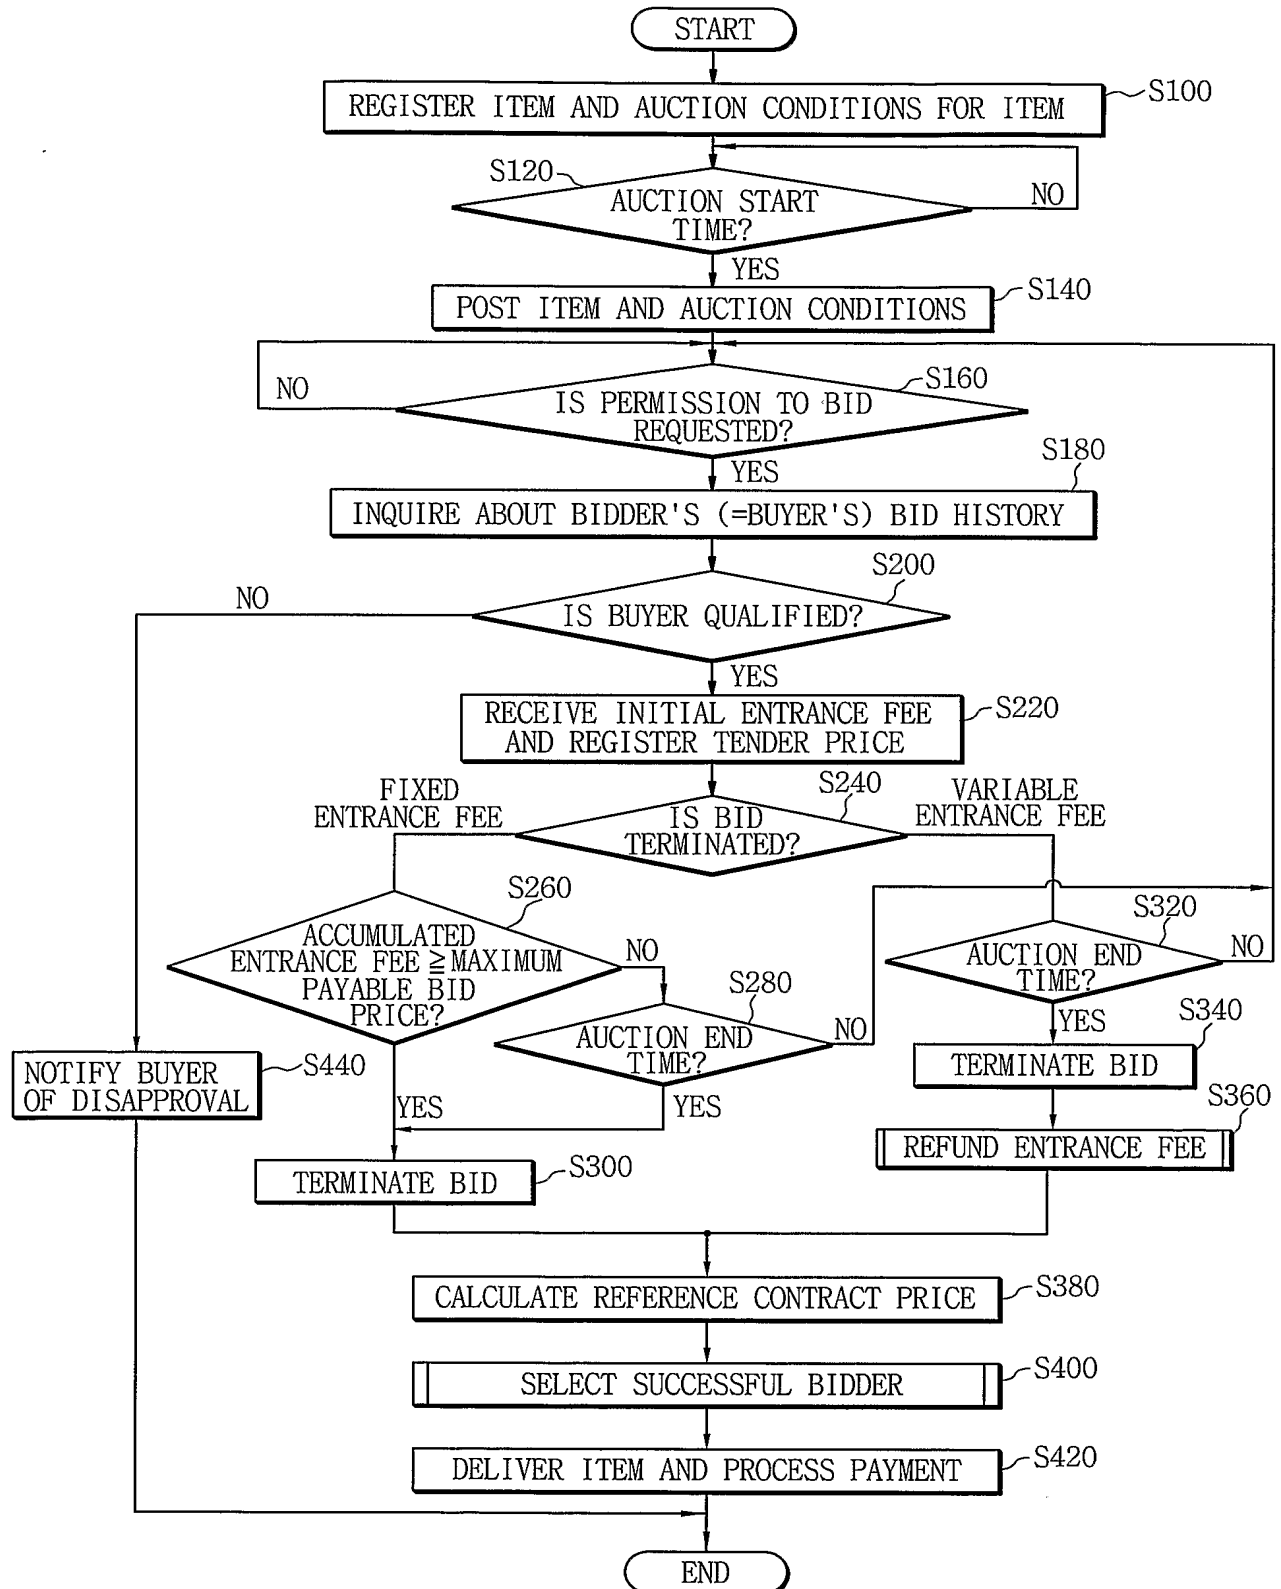 START
REGISTER ITEM AND AUCTION CONDITIONS FOR ITEM
S100
S120
AUCTION START
TIME?
NO
YES
POST ITEM AND AUCTION CONDITIONS
S140
NO
S160
IS PERMISSION TO BID
REQUESTED?
YES
S180
INQUIRE ABOUT BIDDER'S (=BUYER'S) BID HISTORY
S200
NO
IS BUYER QUALIFIED?
YES
RECEIVE INITIAL ENTRANCE FEE
AND REGISTER TENDER PRICE
S220
FIXED
ENTRANCE FEE
S240
IS BID
TERMINATED?
VARIABLE
ENTRANCE FEE
S260
ACCUMULATED
ENTRANCE FEE ≧ MAXIMUM
PAYABLE BID
PRICE?
NO
S280
AUCTION END
TIME?
NO
S320
AUCTION END
TIME?
NO
YES
S340
TERMINATE BID
NOTIFY BUYER
OF DISAPPROVAL
S440
YES
YES
S360
REFUND ENTRANCE FEE
TERMINATE BID
S300
CALCULATE REFERENCE CONTRACT PRICE
S380
SELECT SUCCESSFUL BIDDER
S400
DELIVER ITEM AND PROCESS PAYMENT
S420
END